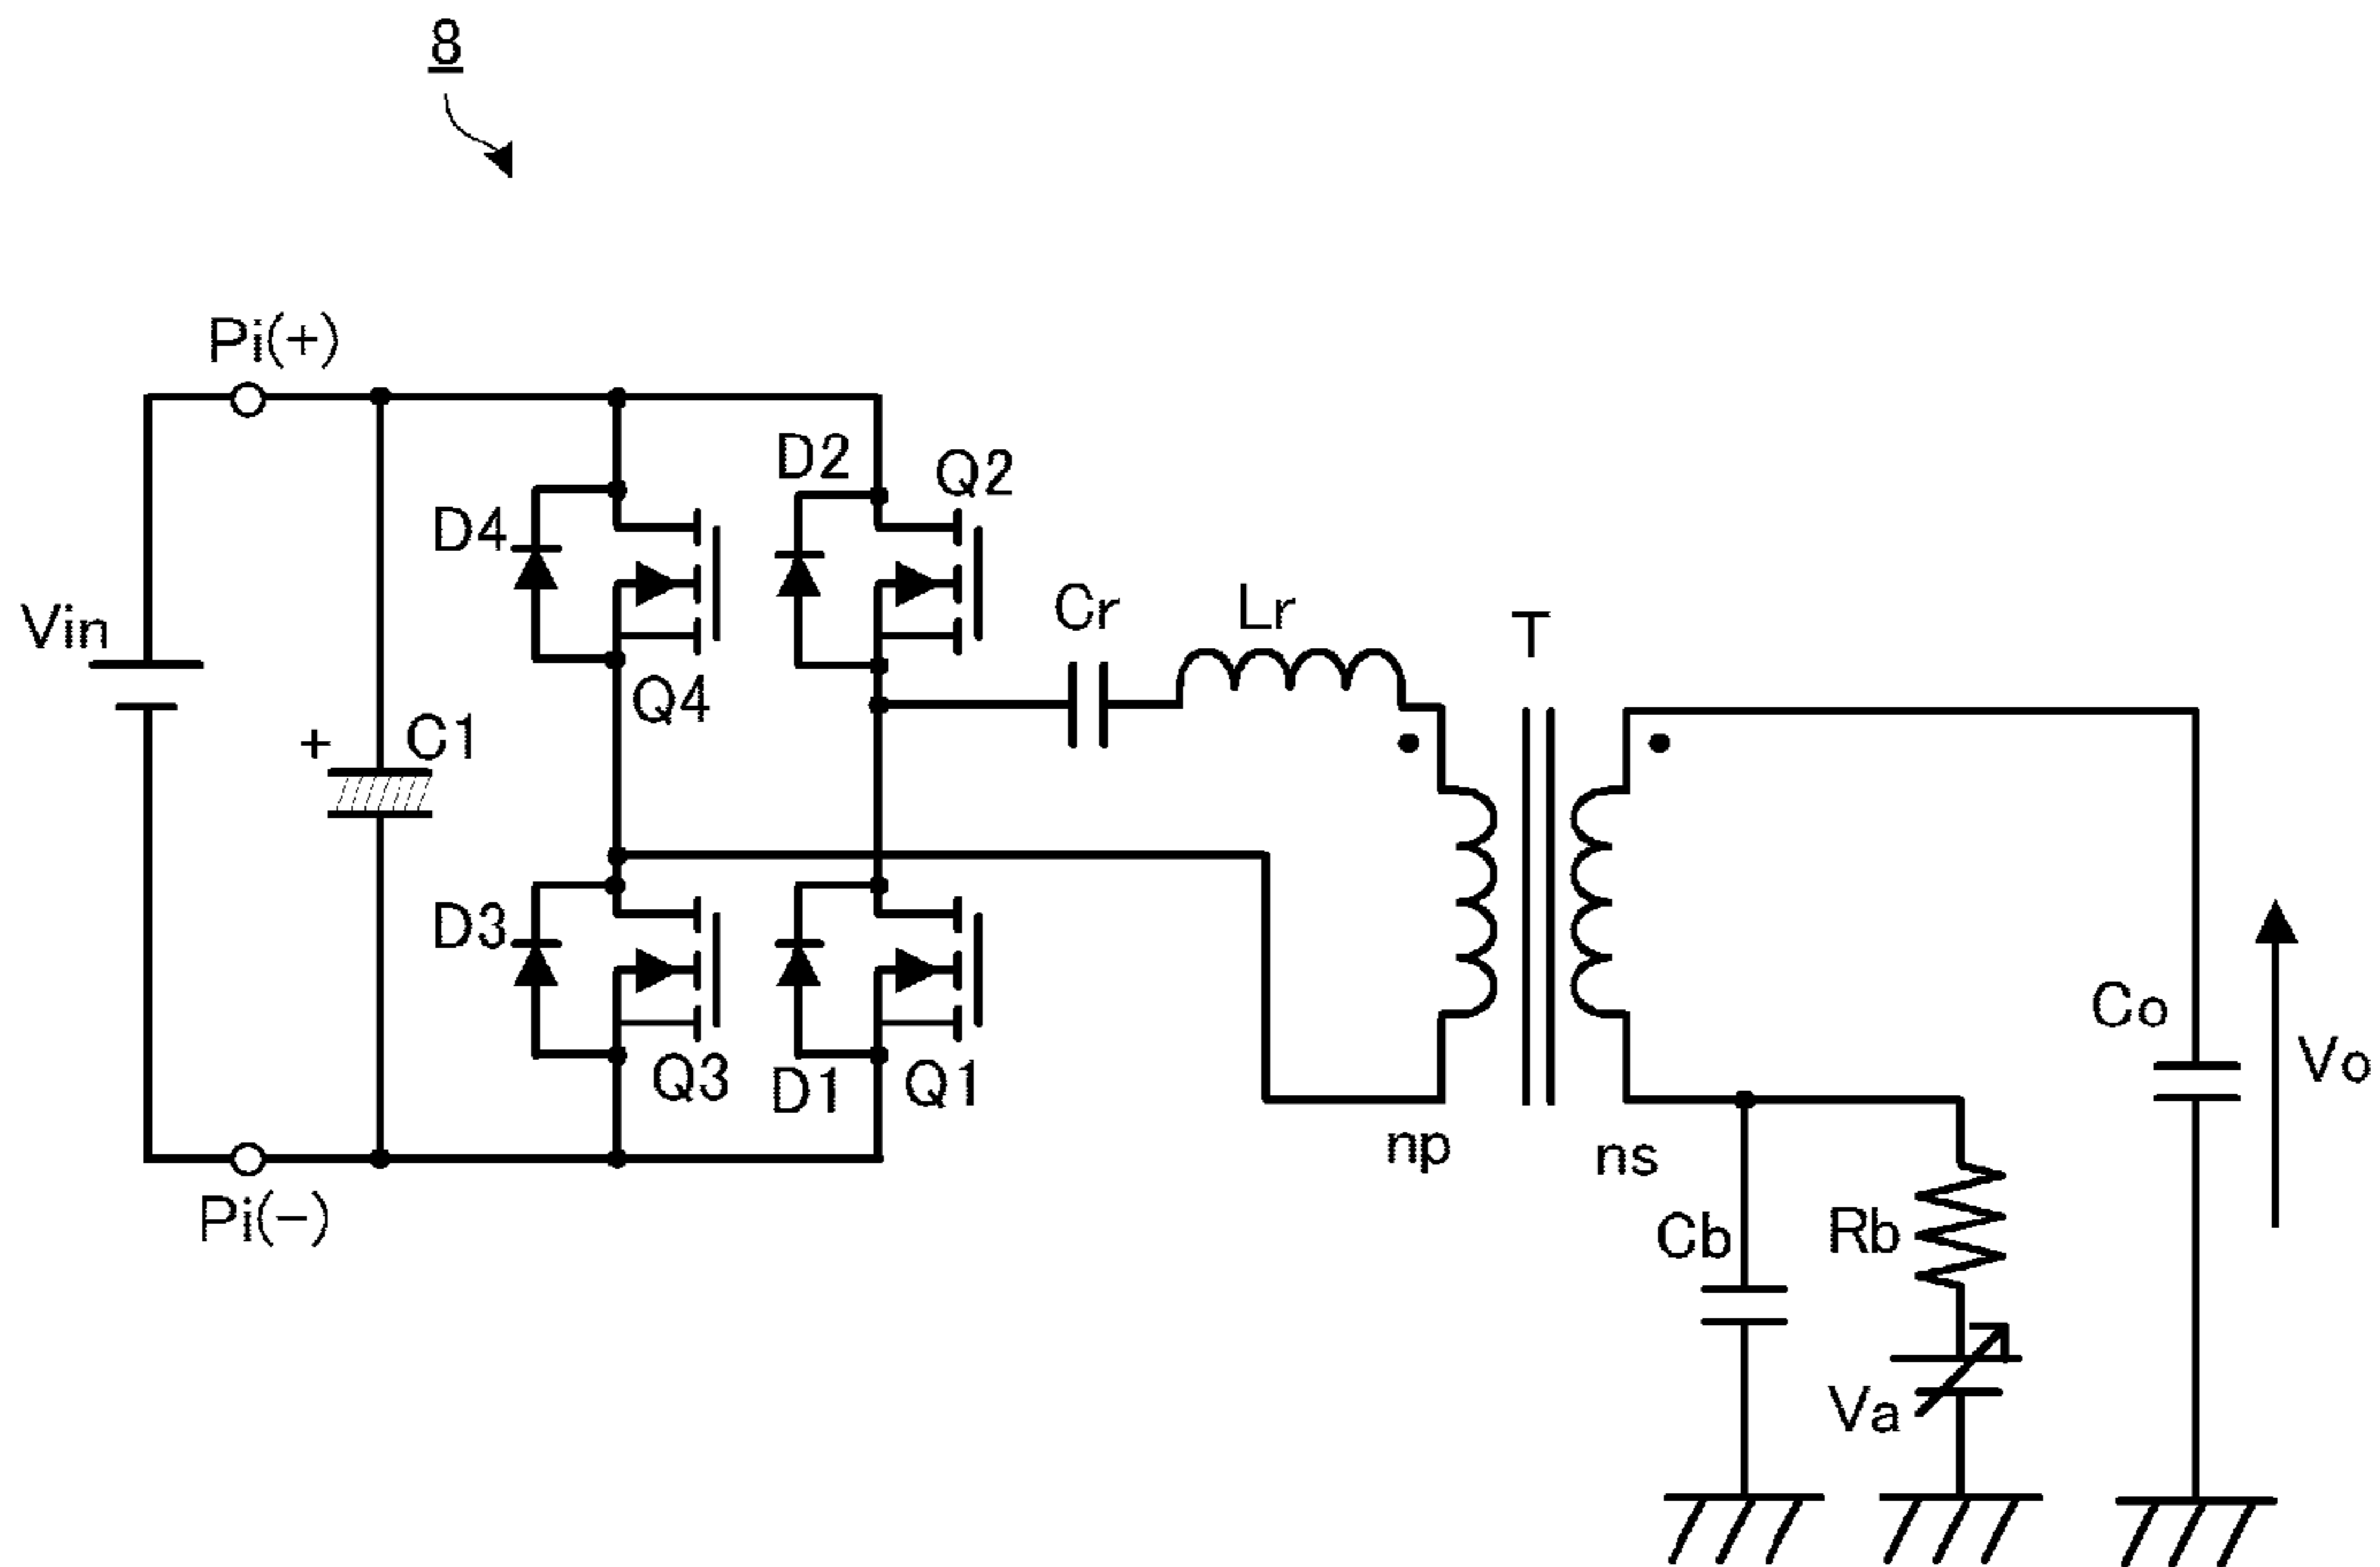 8
Pi(+)
D2
Q2
D4
Cr
Lr
T
Vin
Q4
+
C1
Co
D3
Vo
Q3
D1
Q1
np
ns
Pi(−)
Cb
Rb
Va